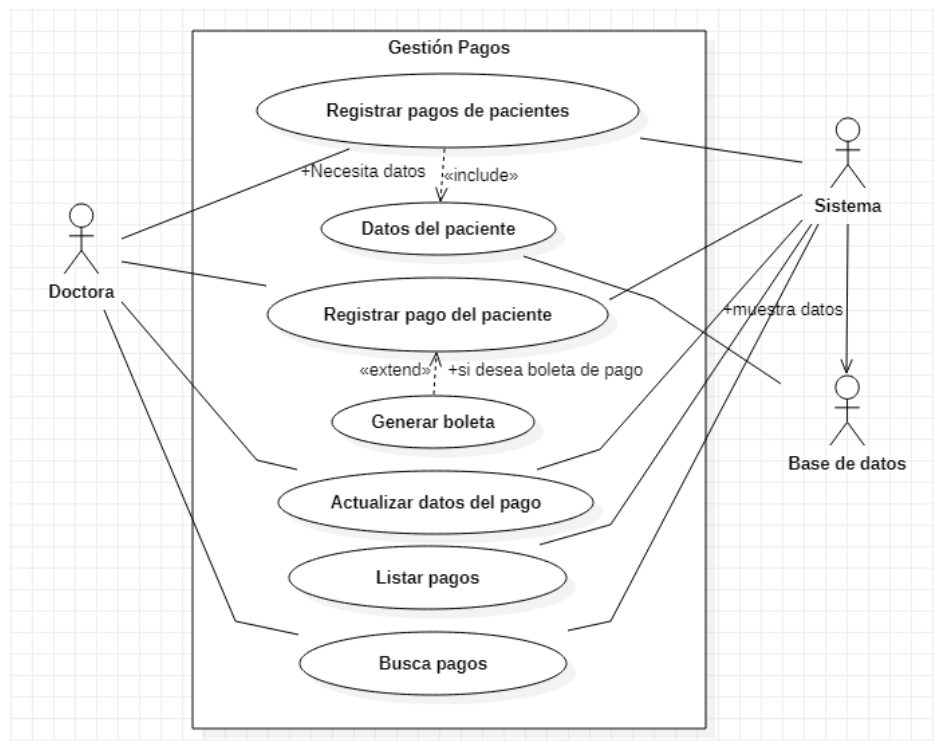 Gestión Pagos
Registrar pagos de pacientes
+Necesita datos
«include»
Sistema
Datos del paciente
Doctora
Registrar pago del paciente
+muestra datos
«extend»
+si desea boleta de pago
Generar boleta
Base de datos
Actualizar datos del pago
Listar pagos
Busca pagos